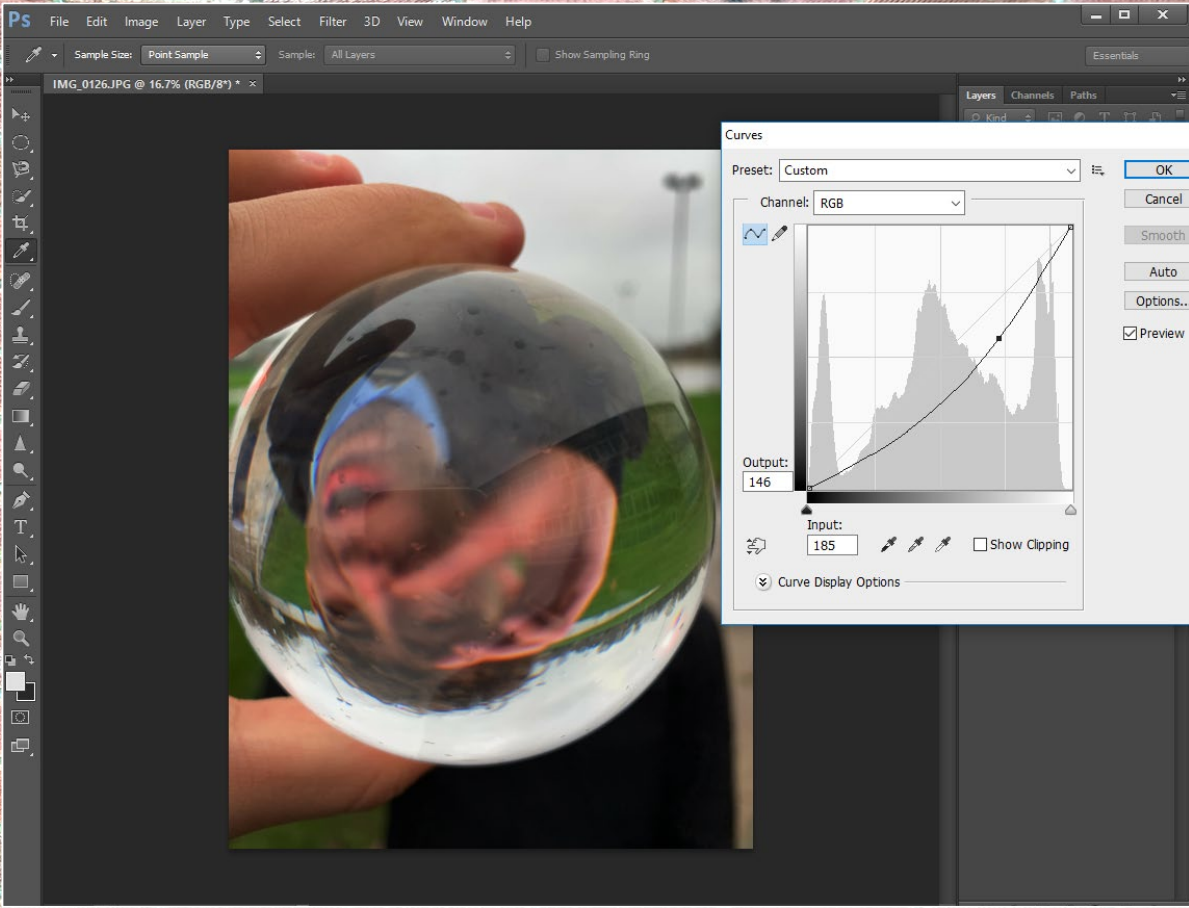 Ps File Edit Image Layer Type Select Filter 3D View Window Help
Sample Size: Point Sample Sample: All Layers Show Sampling Ring Essentials
IMG_0126.JPG @ 16.7% (RGB/8*) * ×
Layers Channels Paths
Kind
Curves
Preset: Custom
OK
Channel: RGB
Cancel
Smooth
Auto
Options..
Preview
Output:
146
Input:
185
Show Clipping
Curve Display Options